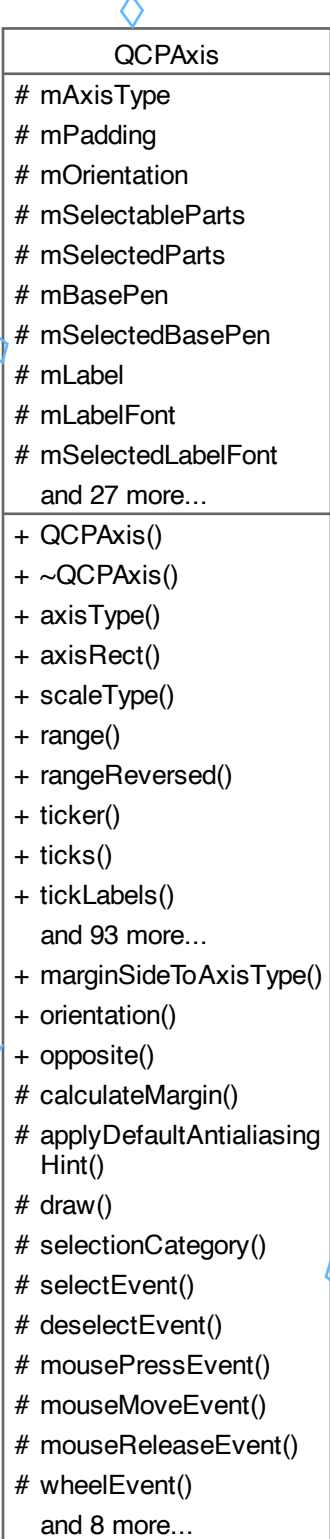 QCPAxis
# mAxisType
# mPadding
# mOrientation
# mSelectableParts
# mSelectedParts
# mBasePen
# mSelectedBasePen
# mLabel
# mLabelFont
# mSelectedLabelFont
and 27 more...
+ QCPAxis()
+ ~QCPAxis()
+ axisType()
+ axisRect()
+ scaleType()
+ range()
+ rangeReversed()
+ ticker()
+ ticks()
+ tickLabels()
and 93 more...
+ marginSideToAxisType()
+ orientation()
+ opposite()
# calculateMargin()
# applyDefaultAntialiasing
Hint()
# draw()
# selectionCategory()
# selectEvent()
# deselectEvent()
# mousePressEvent()
# mouseMoveEvent()
# mouseReleaseEvent()
# wheelEvent()
and 8 more...